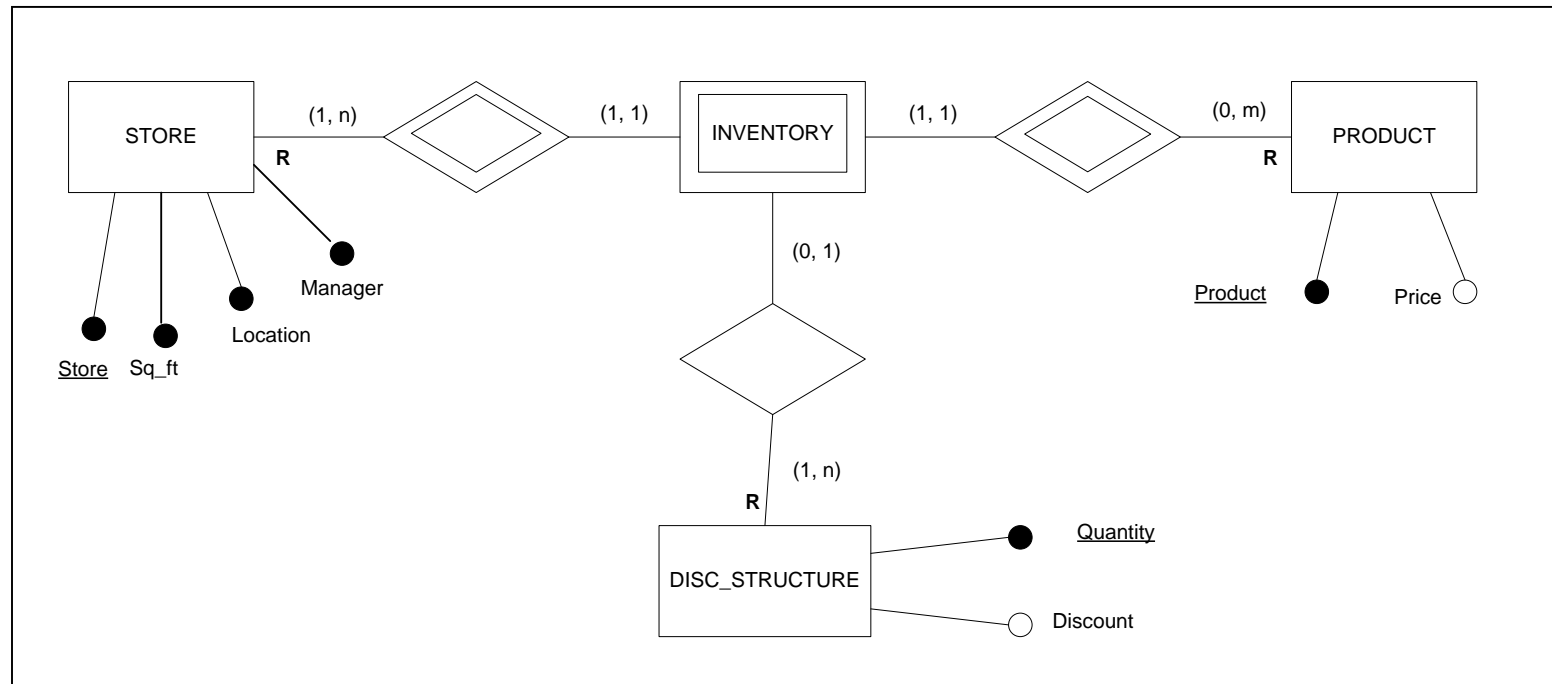 (1, n)
(1, 1)
(1, 1)
(0, m)
STORE
INVENTORY
PRODUCT
R
R
(0, 1)
Manager
Product
Price
Location
Store
Sq_ft
(1, n)
R
Quantity
DISC_STRUCTURE
Discount